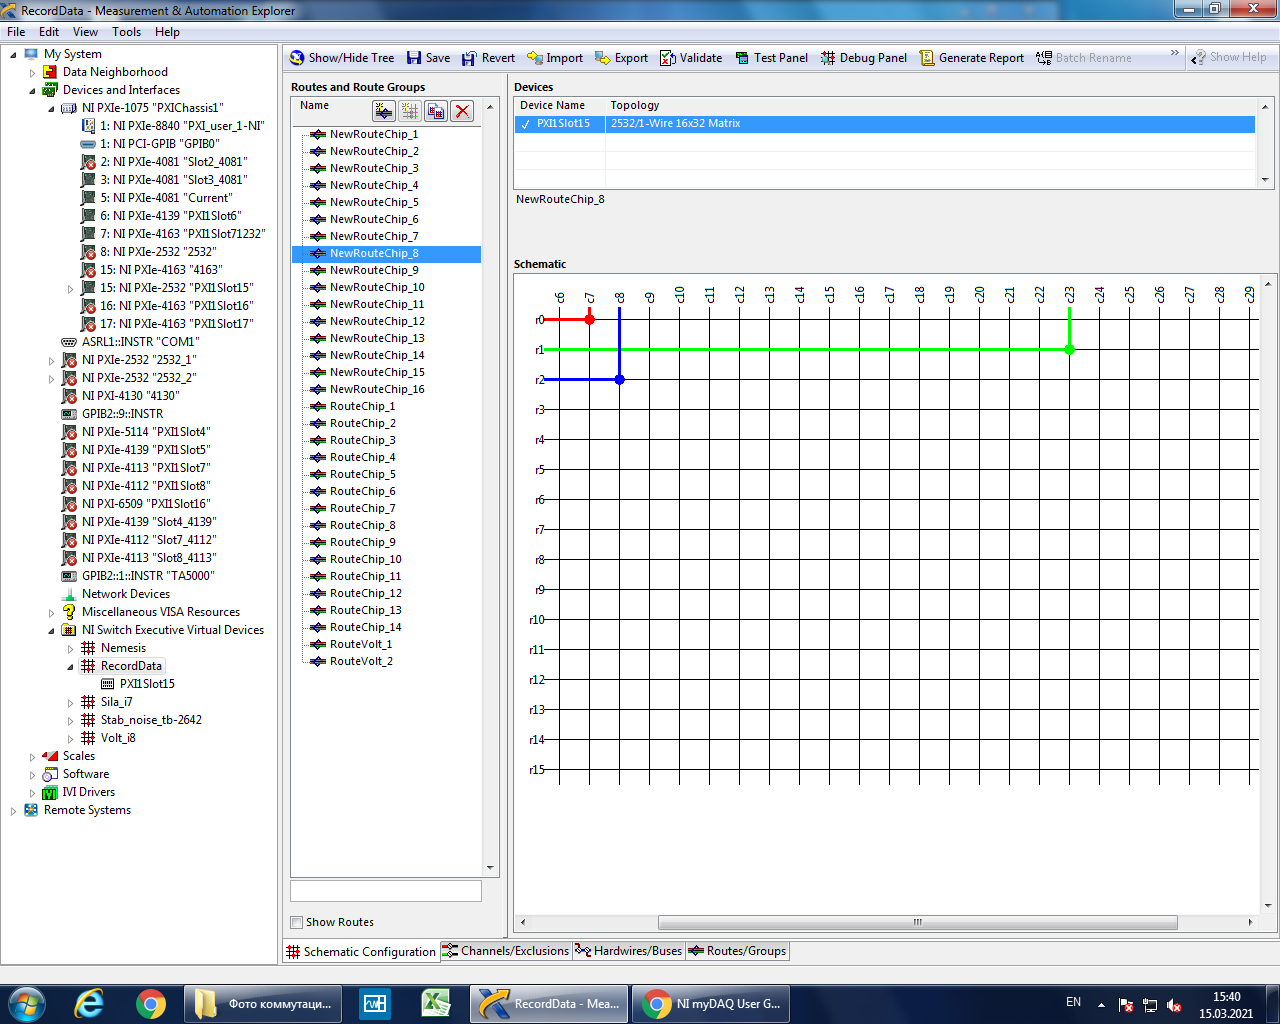 RecordData - Measurement & Automation Explorer
File Edit View Tools Help
My System
Data Neighborhood
Devices and Interfaces
NI PXIe-1075 "PXIChassis1"
1: NI PXIe-8840 "PXI_user_1-NI"
1: NI PCI-GPIB "GPIB0"
2: NI PXIe-4081 "Slot2_4081"
3: NI PXIe-4081 "Slot3_4081"
5: NI PXIe-4081 "Current"
6: NI PXIe-4139 "PXI1Slot6"
7: NI PXIe-4163 "PXI1Slot71232"
8: NI PXIe-2532 "2532"
15: NI PXIe-4163 "4163"
15: NI PXIe-2532 "PXI1Slot15"
16: NI PXIe-4163 "PXI1Slot16"
17: NI PXIe-4163 "PXI1Slot17"
ASRL1::INSTR "COM1"
NI PXIe-2532 "2532_1"
NI PXIe-2532 "2532_2"
NI PXI-4130 "4130"
GPIB2::9::INSTR
NI PXIe-5114 "PXI1Slot4"
NI PXIe-4139 "PXI1Slot5"
NI PXIe-4113 "PXI1Slot7"
NI PXIe-4112 "PXI1Slot8"
NI PXI-6509 "PXI1Slot16"
NI PXIe-4139 "Slot4_4139"
NI PXIe-4112 "Slot7_4112"
NI PXIe-4113 "Slot8_4113"
GPIB2::1::INSTR "TA5000"
Network Devices
Miscellaneous VISA Resources
NI Switch Executive Virtual Devices
Nemesis
RecordData
PXI1Slot15
Sila_i7
Stab_noise_tb-2642
Volt_i8
Scales
Software
IVI Drivers
Remote Systems
Show/Hide Tree Save Revert Import Export Validate Test Panel Debug Panel Generate Report Batch Rename » Show Help
Routes and Route Groups
Name
NewRouteChip_1
NewRouteChip_2
NewRouteChip_3
NewRouteChip_4
NewRouteChip_5
NewRouteChip_6
NewRouteChip_7
NewRouteChip_8
NewRouteChip_9
NewRouteChip_10
NewRouteChip_11
NewRouteChip_12
NewRouteChip_13
NewRouteChip_14
NewRouteChip_15
NewRouteChip_16
RouteChip_1
RouteChip_2
RouteChip_3
RouteChip_4
RouteChip_5
RouteChip_6
RouteChip_7
RouteChip_8
RouteChip_9
RouteChip_10
RouteChip_11
RouteChip_12
RouteChip_13
RouteChip_14
RouteVolt_1
RouteVolt_2
Show Routes
Devices
Device Name Topology
PXI1Slot15 2532/1-Wire 16x32 Matrix
NewRouteChip_8
Schematic
c6 c7 c8 c9 c10 c11 c12 c13 c14 c15 c16 c17 c18 c19 c20 c21 c22 c23 c24 c25 c26 c27 c28 c29
r0
r1
r2
r3
r4
r5
r6
r7
r8
r9
r10
r11
r12
r13
r14
r15
Schematic Configuration Channels/Exclusions Hardwires/Buses Routes/Groups
Фото коммутаци... RecordData - Mea... NI myDAQ User G... EN 15:40
15.03.2021